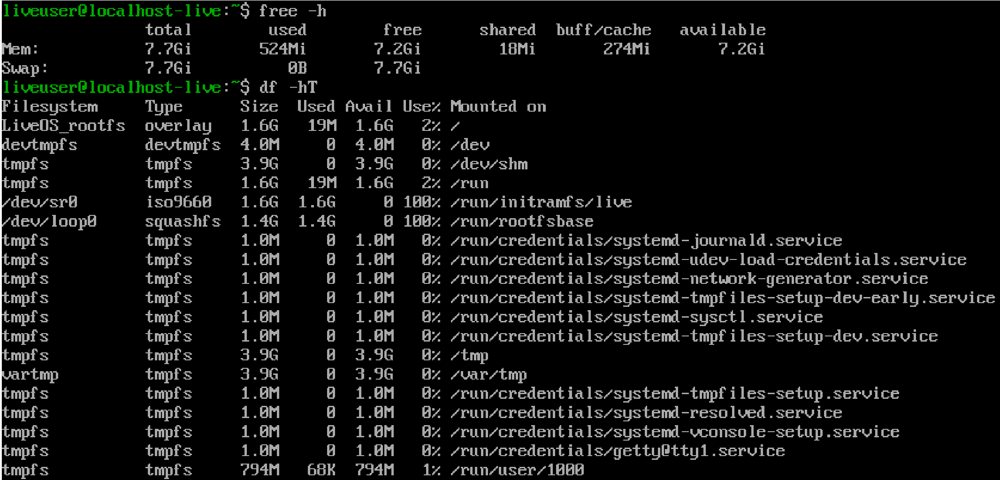 liveuser@localhost-live:~$ free -h
               total        used        free      shared  buff/cache   available
Mem:           7.7Gi       524Mi       7.2Gi        18Mi       274Mi       7.2Gi
Swap:          7.7Gi          0B       7.7Gi
liveuser@localhost-live:~$ df -hT
Filesystem     Type      Size  Used Avail Use% Mounted on
LiveOS_rootfs  overlay   1.6G   19M  1.6G   2% /
devtmpfs       devtmpfs  4.0M     0  4.0M   0% /dev
tmpfs          tmpfs     3.9G     0  3.9G   0% /dev/shm
tmpfs          tmpfs     1.6G   19M  1.6G   2% /run
/dev/sr0       iso9660   1.6G  1.6G     0 100% /run/initramfs/live
/dev/loop0     squashfs  1.4G  1.4G     0 100% /run/rootfsbase
tmpfs          tmpfs     1.0M     0  1.0M   0% /run/credentials/systemd-journald.service
tmpfs          tmpfs     1.0M     0  1.0M   0% /run/credentials/systemd-udev-load-credentials.service
tmpfs          tmpfs     1.0M     0  1.0M   0% /run/credentials/systemd-network-generator.service
tmpfs          tmpfs     1.0M     0  1.0M   0% /run/credentials/systemd-tmpfiles-setup-dev-early.service
tmpfs          tmpfs     1.0M     0  1.0M   0% /run/credentials/systemd-sysctl.service
tmpfs          tmpfs     1.0M     0  1.0M   0% /run/credentials/systemd-tmpfiles-setup-dev.service
tmpfs          tmpfs     3.9G     0  3.9G   0% /tmp
vartmp         tmpfs     3.9G     0  3.9G   0% /var/tmp
tmpfs          tmpfs     1.0M     0  1.0M   0% /run/credentials/systemd-tmpfiles-setup.service
tmpfs          tmpfs     1.0M     0  1.0M   0% /run/credentials/systemd-resolved.service
tmpfs          tmpfs     1.0M     0  1.0M   0% /run/credentials/systemd-vconsole-setup.service
tmpfs          tmpfs     1.0M     0  1.0M   0% /run/credentials/getty@tty1.service
tmpfs          tmpfs     794M   68K  794M   1% /run/user/1000